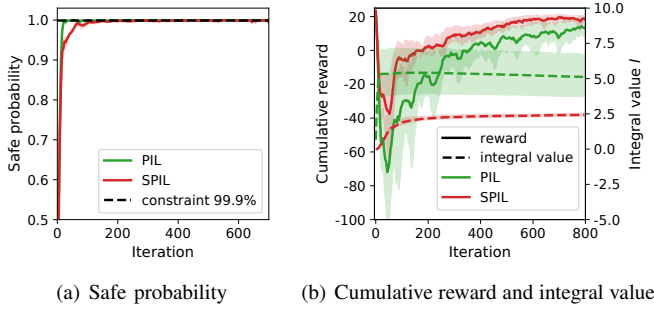 1.0
0.9
0.8
0.7
0.6
0.5
Safe probability
PIL
SPIL
constraint 99.9%
0
200
400
600
Iteration
(a) Safe probability
20
0
-20
-40
-60
-80
-100
Cumulative reward
reward
integral value
PIL
SPIL
10.0
7.5
5.0
2.5
0.0
-2.5
-5.0
Integral value I
0
200
400
600
800
Iteration
(b) Cumulative reward and integral value